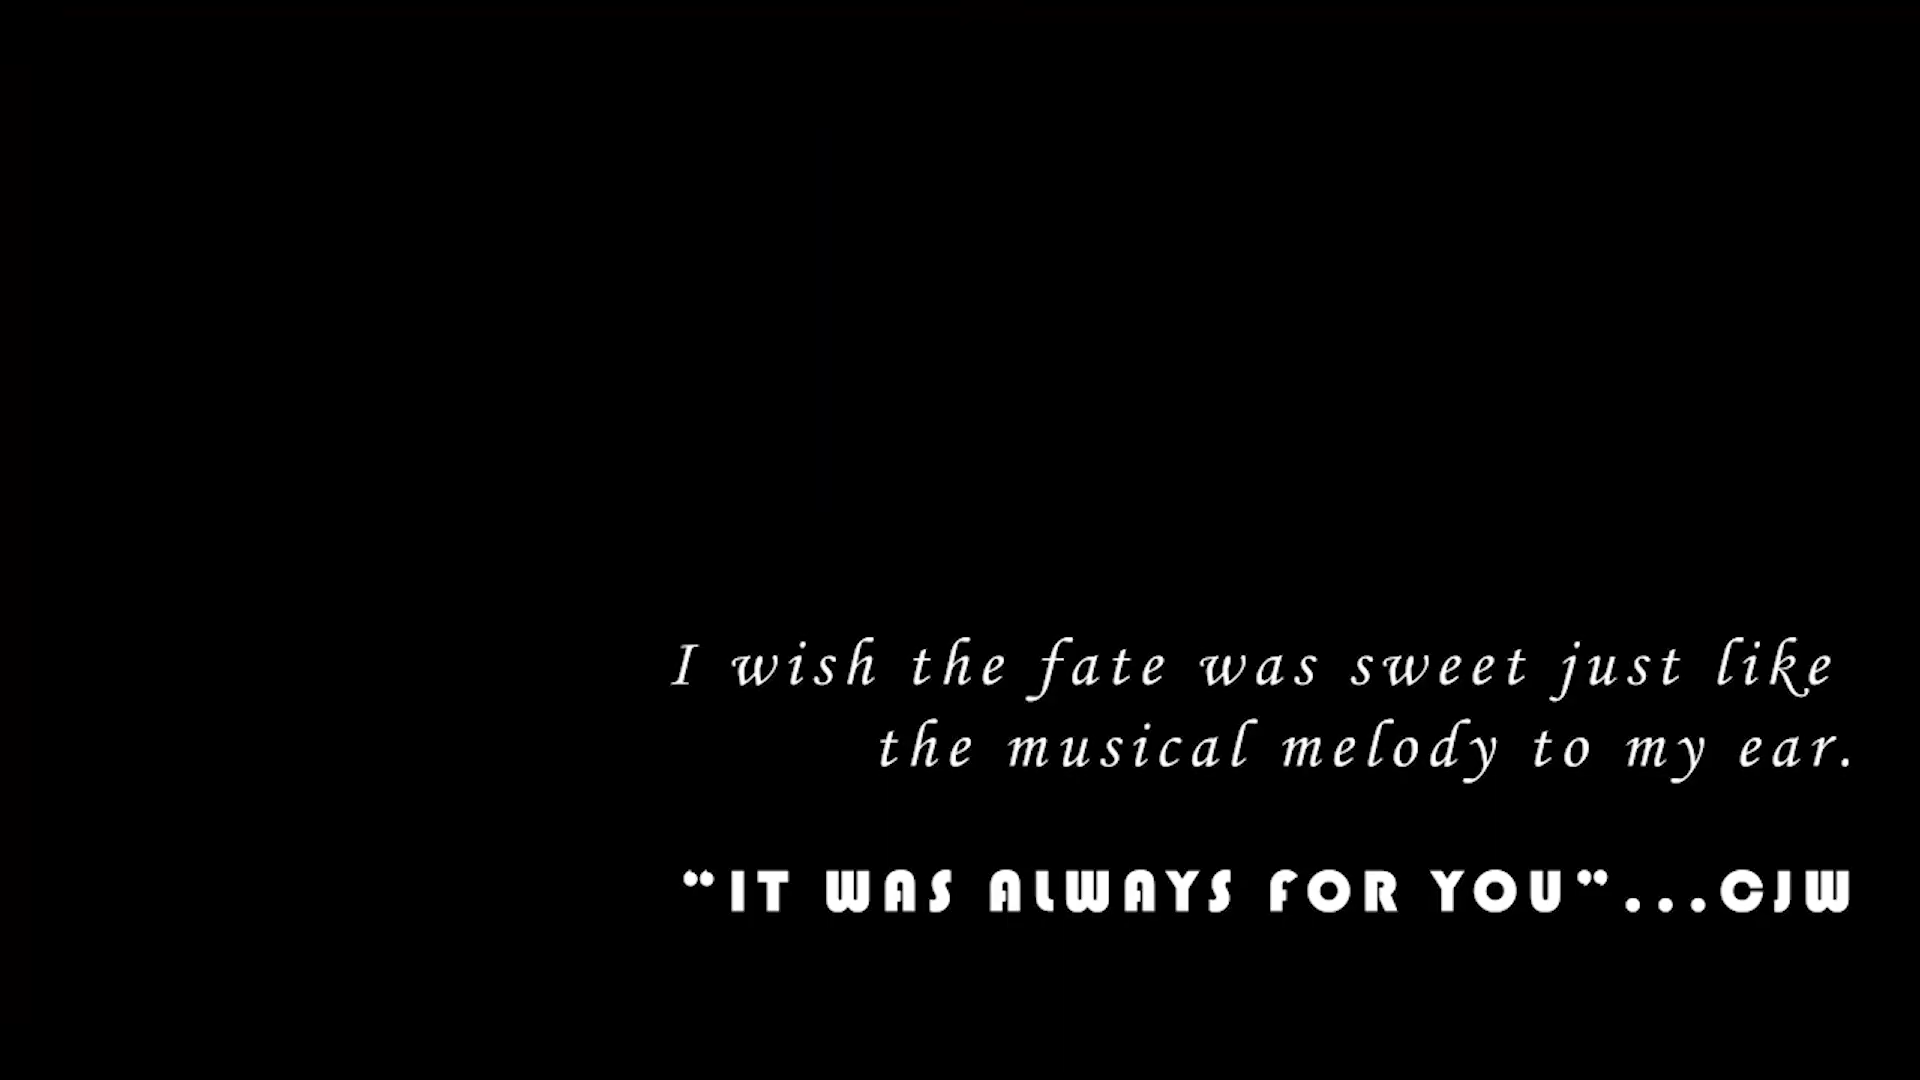 I wish the fate was sweet just like
the musical melody to my ear.
“IT WAS ALWAYS FOR YOU”...CJW